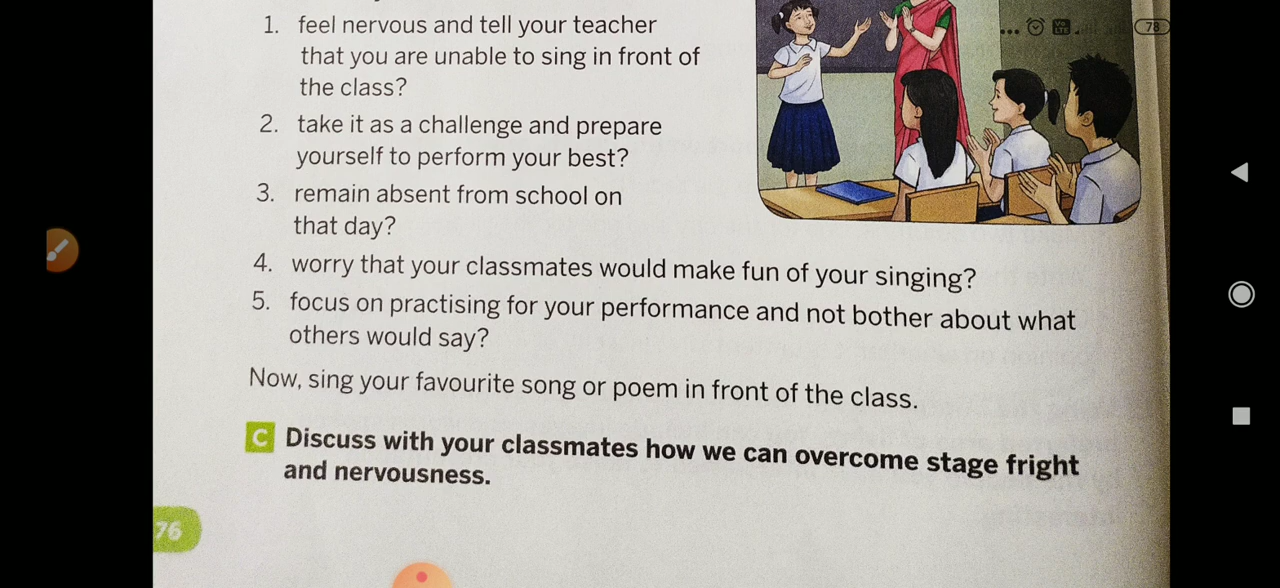 1. feel nervous and tell your teacher
that you are unable to sing in front of
the class?
2. take it as a challenge and prepare
yourself to perform your best?
3. remain absent from school on
that day?
4. worry that your classmates would make fun of your singing?
5. focus on practising for your performance and not bother about what
others would say?
Now, sing your favourite song or poem in front of the class.
C Discuss with your classmates how we can overcome stage fright
and nervousness.
76
78